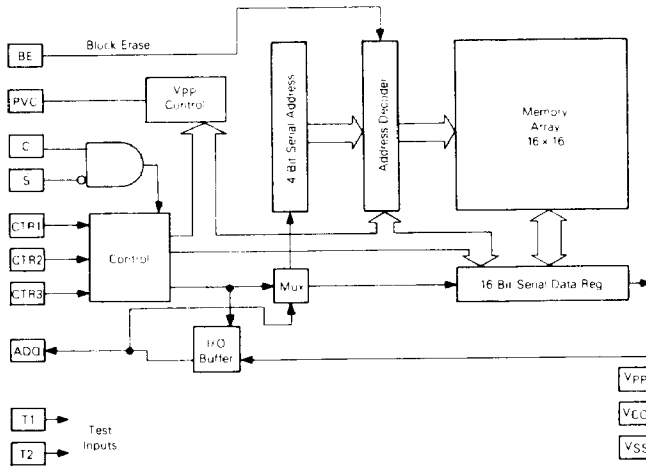 BE
Block Erase
PVC
Vpp
Control
C
S
CTR1
CTR2
CTR3
Control
4 Bit Serial Address
Address Decoder
Memory
Array
16 × 16
Mux
16 Bit Serial Data Reg
ADQ
I/O
Buffer
T1
T2
Test
Inputs
VPP
VCC
VSS